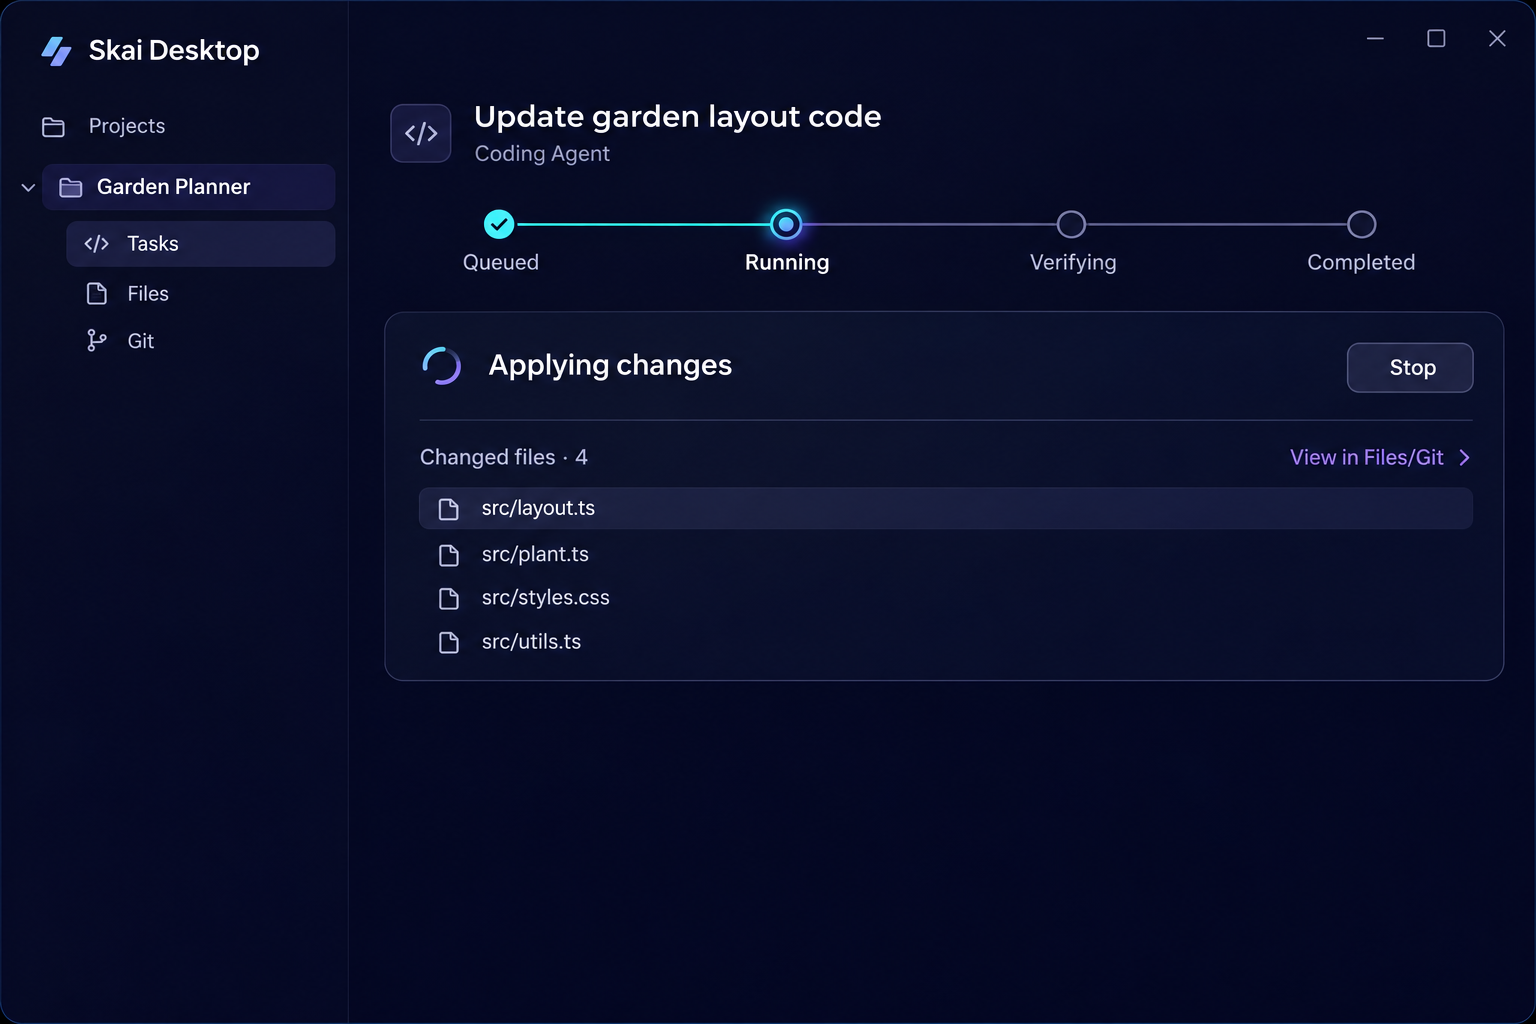 Skai Desktop
Projects
Garden Planner
Tasks
Files
Git
Update garden layout code
Coding Agent
Queued
Running
Verifying
Completed
Applying changes
Stop
Changed files · 4
View in Files/Git
src/layout.ts
src/plant.ts
src/styles.css
src/utils.ts